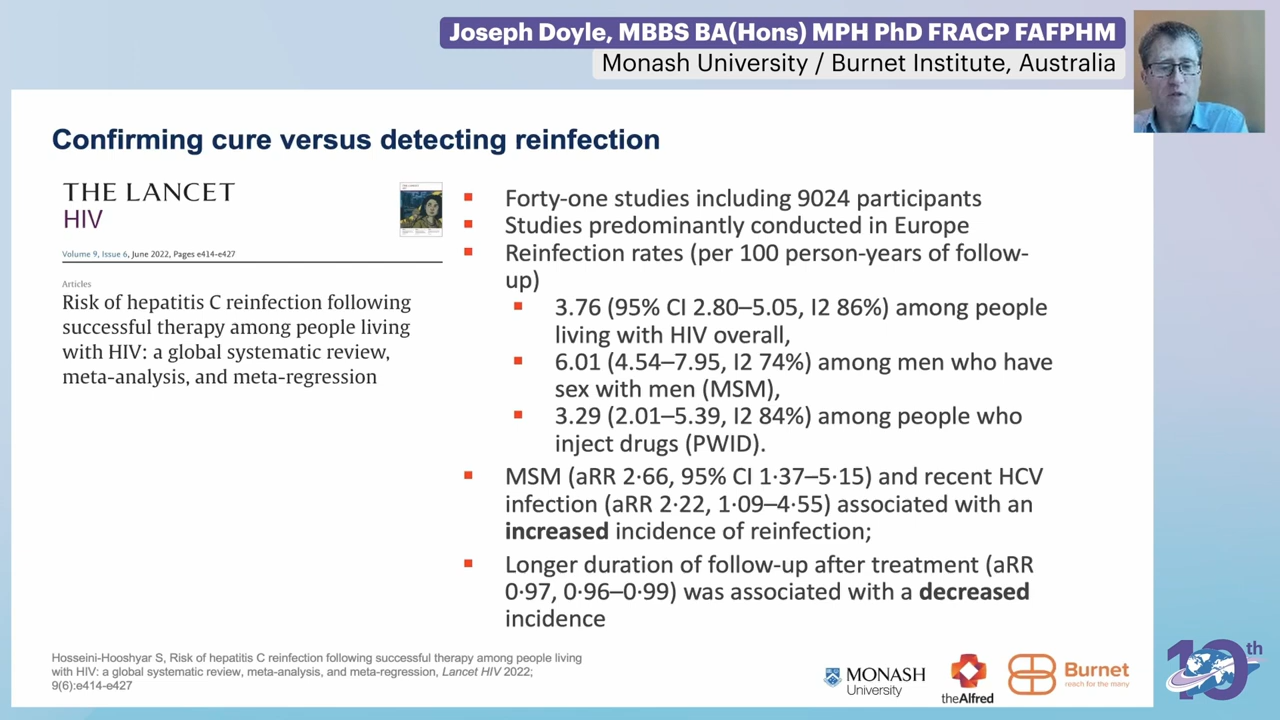 Joseph Doyle, MBBS BA(Hons) MPH PhD FRACP FAFPHM
Monash University / Burnet Institute, Australia
Confirming cure versus detecting reinfection
THE LANCET
HIV
Volume 9, Issue 6, June 2022, Pages e414-e427
Articles
Risk of hepatitis C reinfection following
successful therapy among people living
with HIV: a global systematic review,
meta-analysis, and meta-regression
▪ Forty-one studies including 9024 participants
▪ Studies predominantly conducted in Europe
▪ Reinfection rates (per 100 person-years of follow-
up)
▪ 3.76 (95% CI 2.80–5.05, I2 86%) among people
living with HIV overall,
▪ 6.01 (4.54–7.95, I2 74%) among men who have
sex with men (MSM),
▪ 3.29 (2.01–5.39, I2 84%) among people who
inject drugs (PWID).
▪ MSM (aRR 2·66, 95% CI 1·37–5·15) and recent HCV
infection (aRR 2·22, 1·09–4·55) associated with an
increased incidence of reinfection;
▪ Longer duration of follow-up after treatment (aRR
0·97, 0·96–0·99) was associated with a decreased
incidence
Hosseini-Hooshyar S, Risk of hepatitis C reinfection following successful therapy among people living
with HIV: a global systematic review, meta-analysis, and meta-regression, Lancet HIV 2022;
9(6):e414-e427
MONASH
University
theAlfred
Burnet
reach for the many
10th